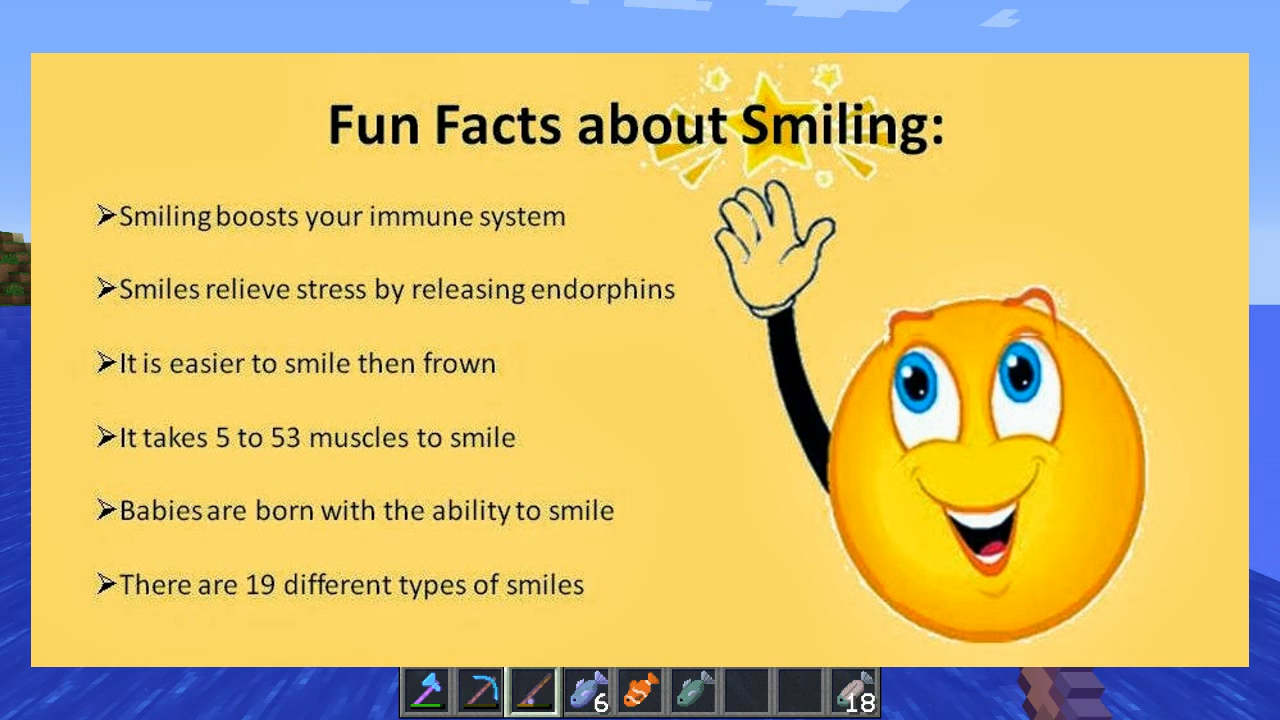 Fun Facts about Smiling:
➢Smiling boosts your immune system
➢Smiles relieve stress by releasing endorphins
➢It is easier to smile then frown
➢It takes 5 to 53 muscles to smile
➢Babies are born with the ability to smile
➢There are 19 different types of smiles
6 18